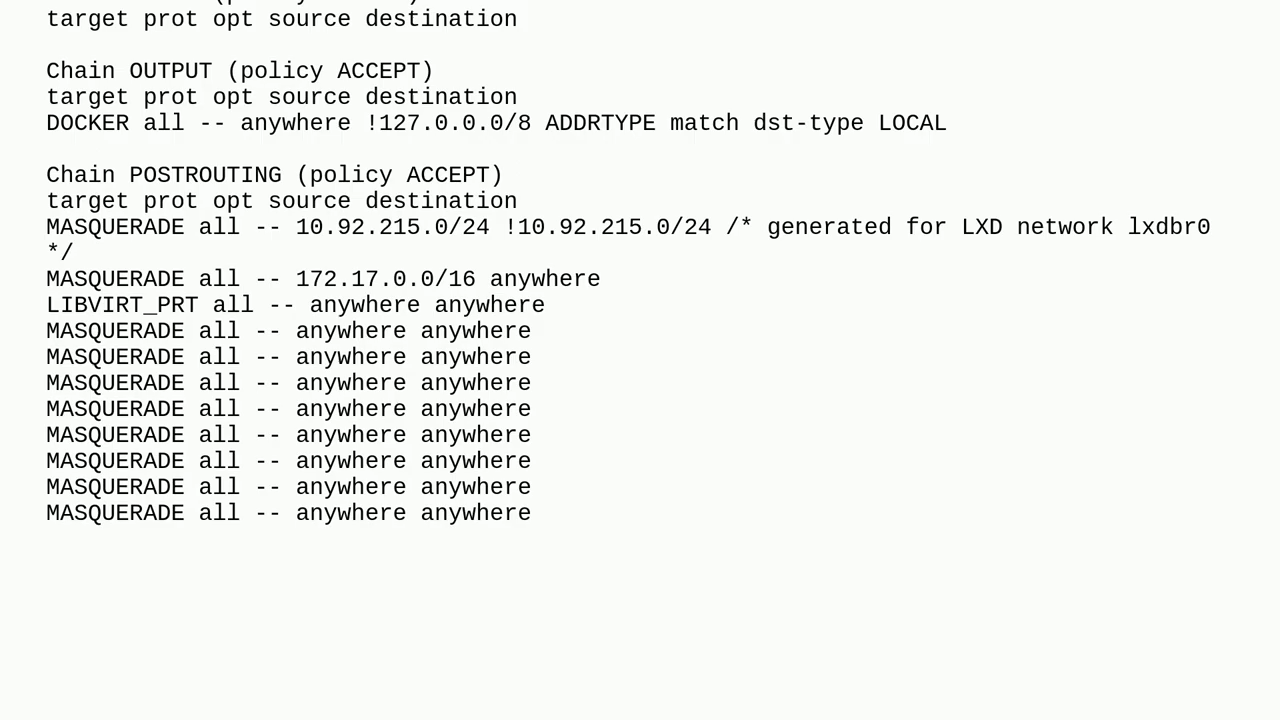 target prot opt source destination
Chain OUTPUT (policy ACCEPT)
target prot opt source destination
DOCKER all -- anywhere !127.0.0.0/8 ADDRTYPE match dst-type LOCAL
Chain POSTROUTING (policy ACCEPT)
target prot opt source destination
MASQUERADE all -- 10.92.215.0/24 !10.92.215.0/24 /* generated for LXD network lxdbr0
*/
MASQUERADE all -- 172.17.0.0/16 anywhere
LIBVIRT_PRT all -- anywhere anywhere
MASQUERADE all -- anywhere anywhere
MASQUERADE all -- anywhere anywhere
MASQUERADE all -- anywhere anywhere
MASQUERADE all -- anywhere anywhere
MASQUERADE all -- anywhere anywhere
MASQUERADE all -- anywhere anywhere
MASQUERADE all -- anywhere anywhere
MASQUERADE all -- anywhere anywhere